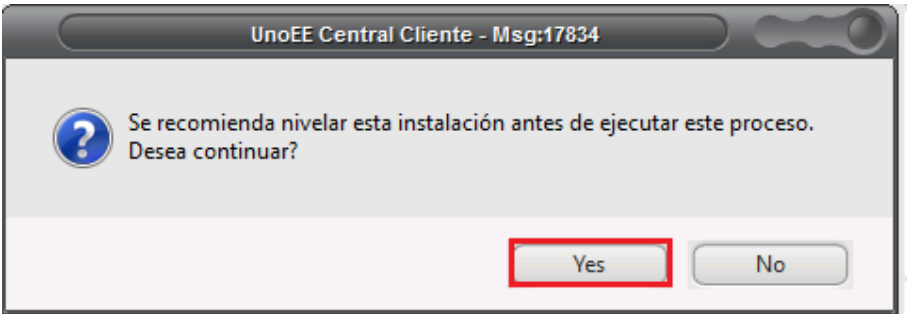 UnoEE Central Cliente - Msg:17834
Se recomienda nivelar esta instalación antes de ejecutar este proceso.
Desea continuar?
Yes No